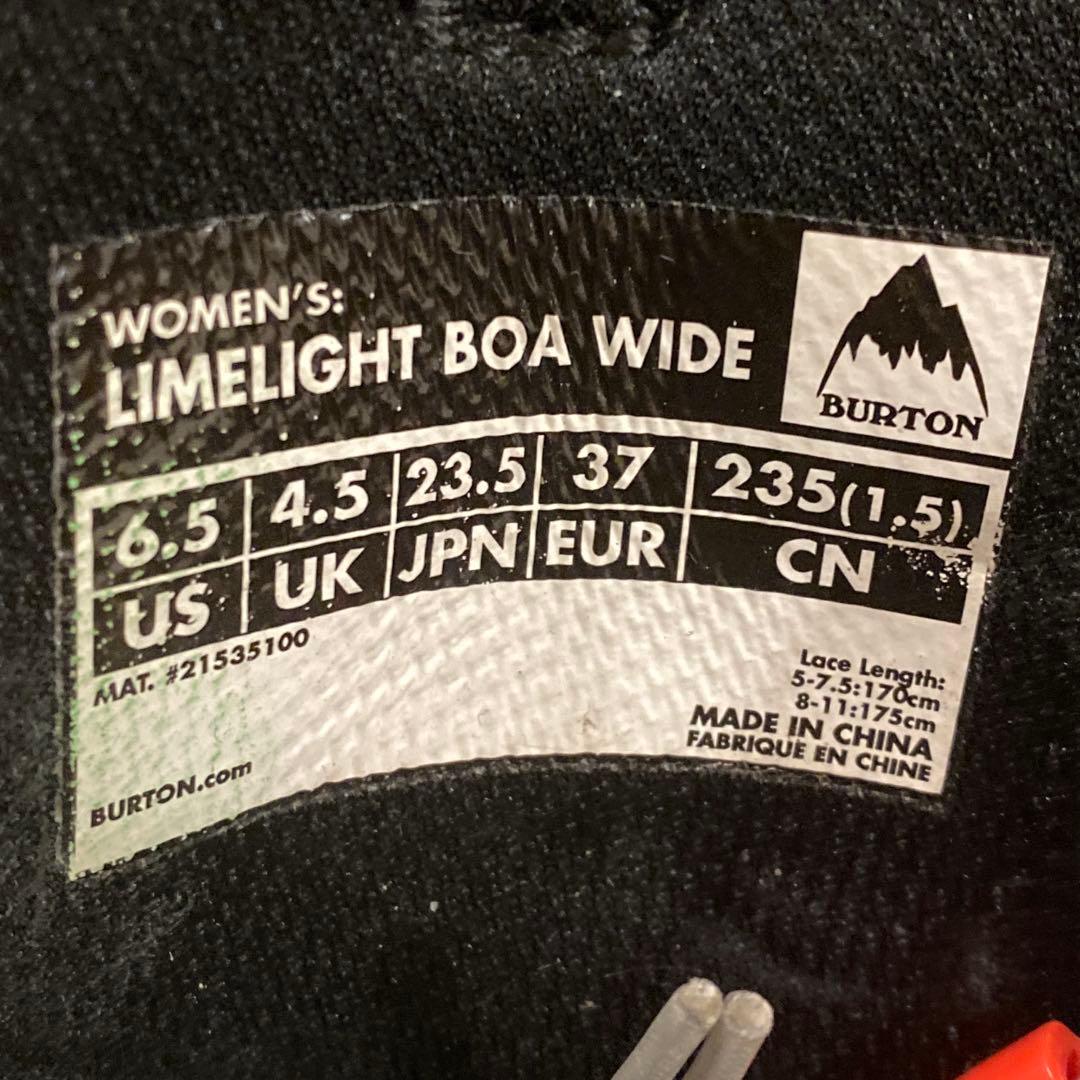 WOMEN'S:
LIMELIGHT BOA WIDE
BURTON
6.5 4.5 23.5 37 235(1.5)
US UK JPN EUR CN
MAT. #21535100
Lace Length:
5-7.5:170cm
8-11:175cm
MADE IN CHINA
FABRIQUE EN CHINE
BURTON.com